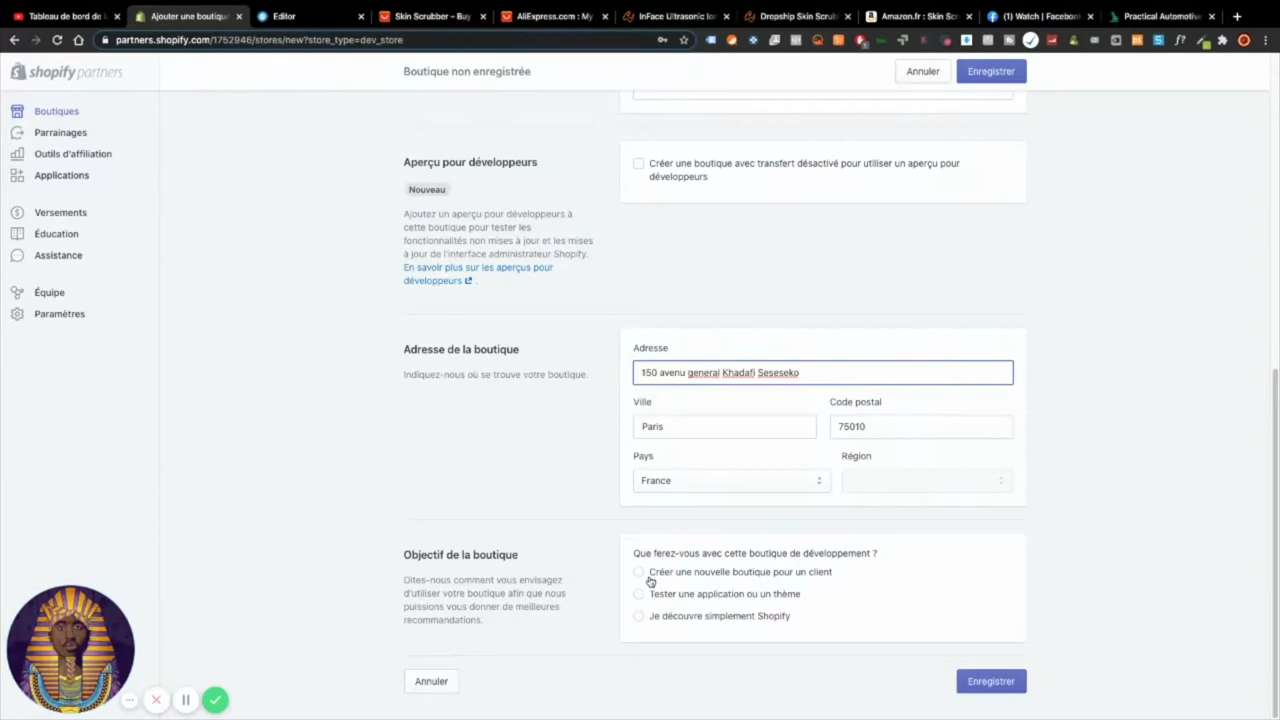 Tableau de bord de k
Ajouter une boutique
Editor
Skin Scrubber – Buy
AliExpress.com : My
InFace Ultrasonic Ion
Dropship Skin Scrub
Amazon.fr : Skin Scr
(1) Watch | Facebook
Practical Automotive
partners.shopify.com/1752946/stores/new?store_type=dev_store
shopify partners
Boutique non enregistrée
Annuler
Enregistrer
Boutiques
Parrainages
Outils d'affiliation
Applications
Versements
Éducation
Assistance
Équipe
Paramètres
Aperçu pour développeurs
Nouveau
Ajoutez un aperçu pour développeurs à
cette boutique pour tester les
fonctionnalités non mises à jour et les mises
à jour de l'interface administrateur Shopify.
En savoir plus sur les aperçus pour
développeurs .
Créer une boutique avec transfert désactivé pour utiliser un aperçu pour
développeurs
Adresse de la boutique
Indiquez-nous où se trouve votre boutique.
Adresse
150 avenu general Khadafi Seseseko
Ville
Code postal
Paris
75010
Pays
Région
France
Objectif de la boutique
Dites-nous comment vous envisagez
d'utiliser votre boutique afin que nous
puissions vous donner de meilleures
recommandations.
Que ferez-vous avec cette boutique de développement ?
Créer une nouvelle boutique pour un client
Tester une application ou un thème
Je découvre simplement Shopify
Annuler
Enregistrer